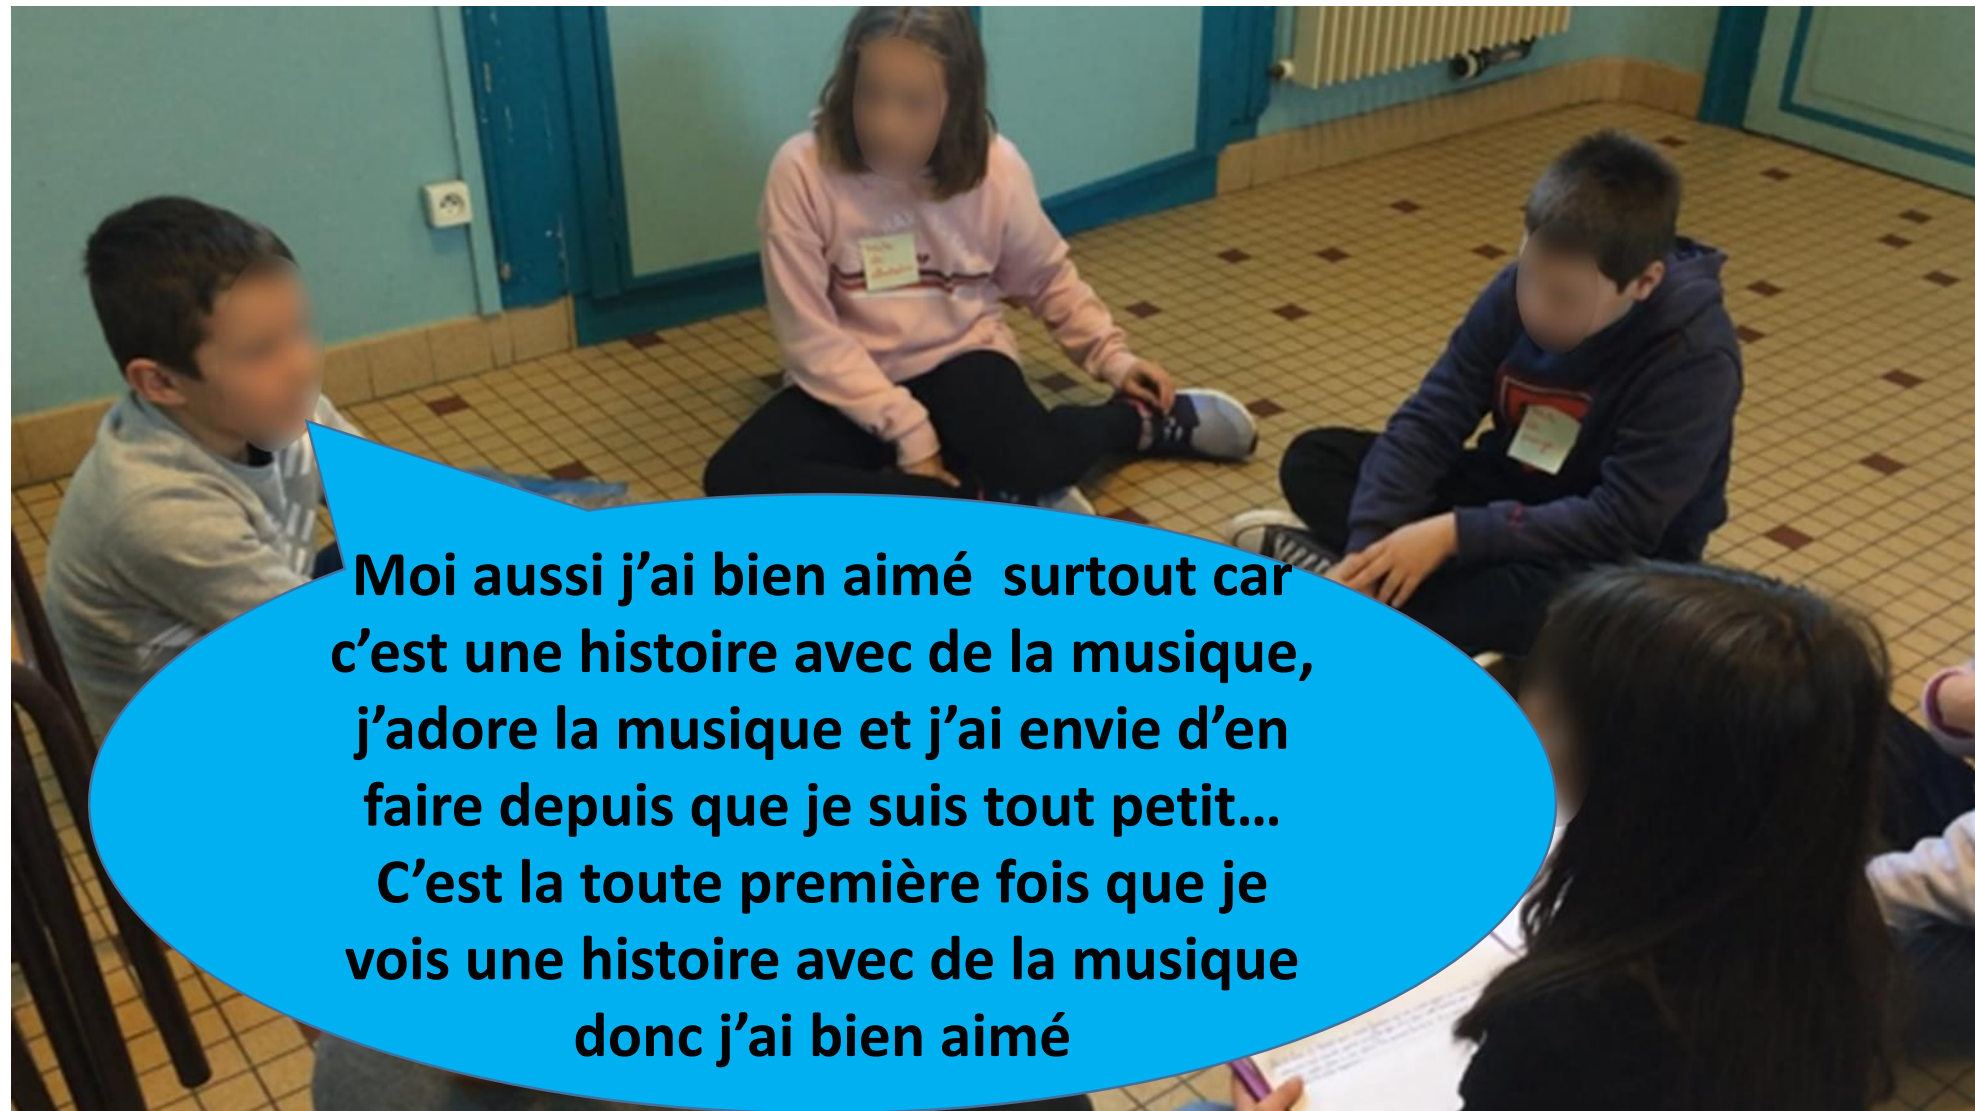 Moi aussi j’ai bien aimé  surtout car
c’est une histoire avec de la musique,
j’adore la musique et j’ai envie d’en
faire depuis que je suis tout petit…
C’est la toute première fois que je
vois une histoire avec de la musique
donc j’ai bien aimé